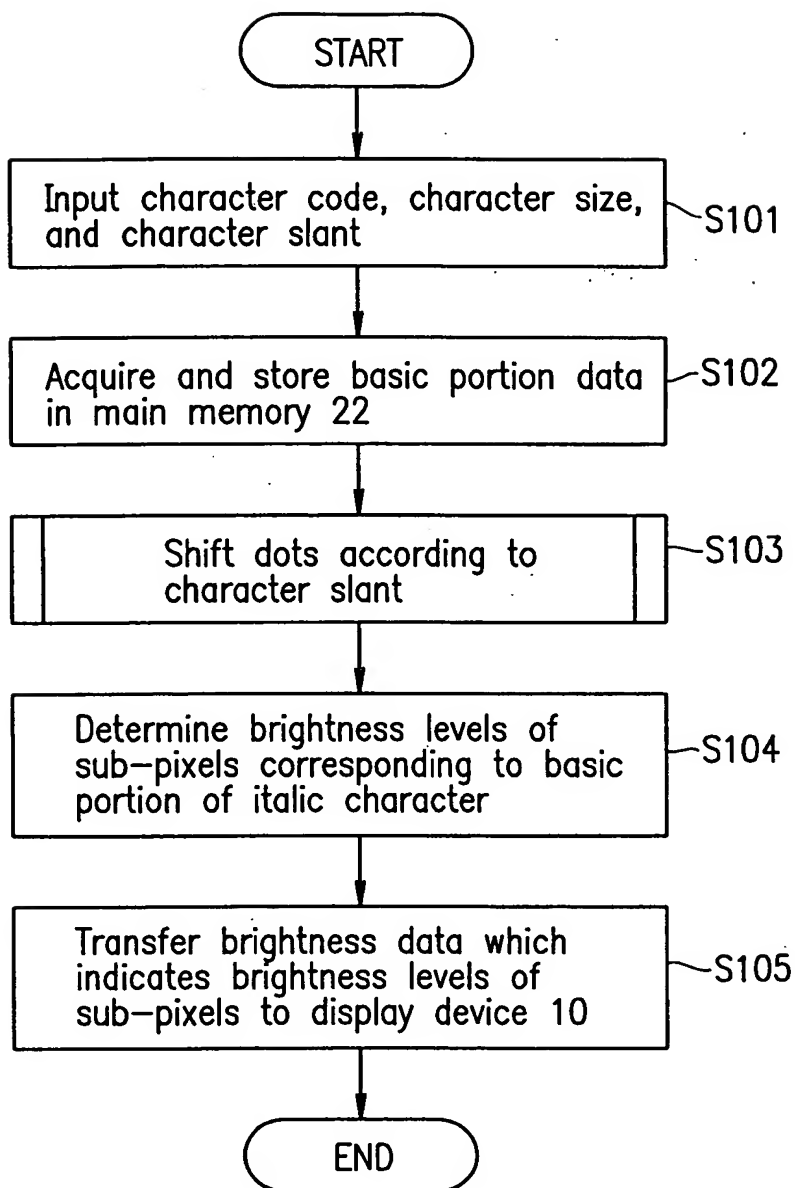 START
Input character code, character size,
and character slant
S101
Acquire and store basic portion data
in main memory 22
S102
Shift dots according to
character slant
S103
Determine brightness levels of
sub-pixels corresponding to basic
portion of italic character
S104
Transfer brightness data which
indicates brightness levels of
sub-pixels to display device 10
S105
END